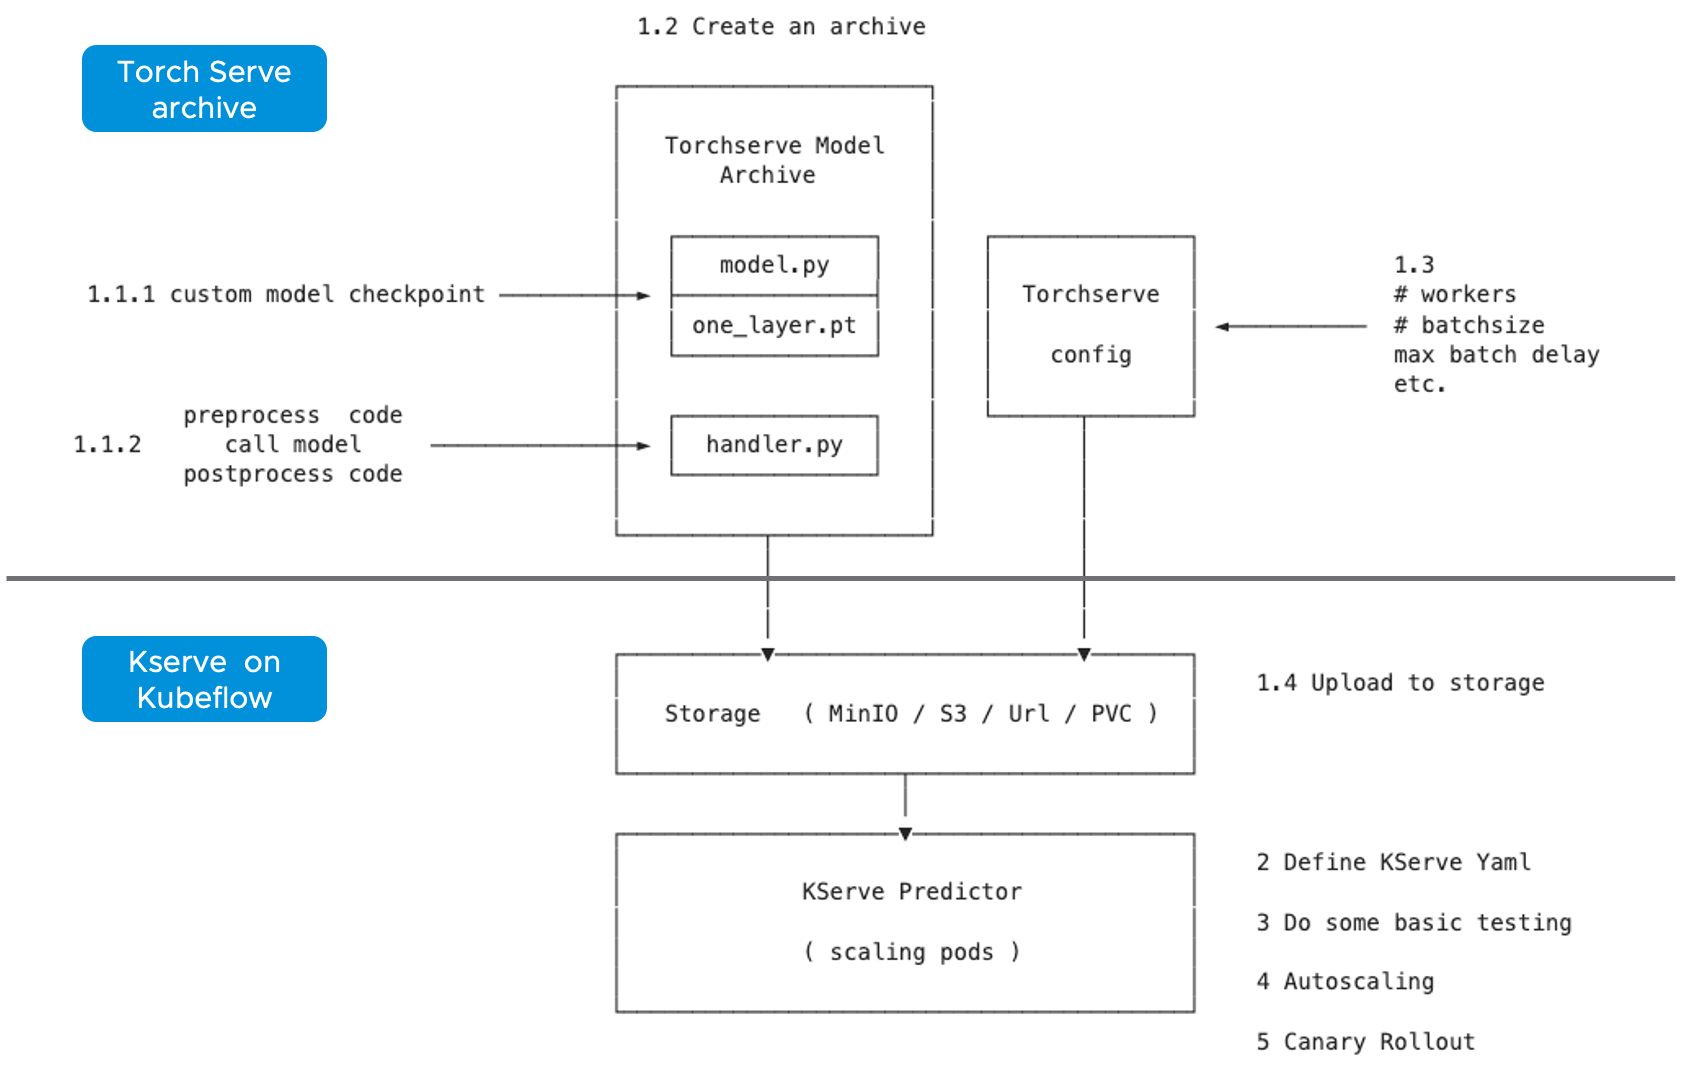 1.2 Create an archive
Torch Serve
archive
Torchserve Model
Archive
model.py
one_layer.pt
1.1.1 custom model checkpoint
Torchserve
config
1.3
# workers
# batchsize
max batch delay
etc.
1.1.2
preprocess  code
call model
postprocess code
handler.py
Kserve  on
Kubeflow
Storage   ( MinIO / S3 / Url / PVC )
1.4 Upload to storage
KServe Predictor
( scaling pods )
2 Define KServe Yaml
3 Do some basic testing
4 Autoscaling
5 Canary Rollout